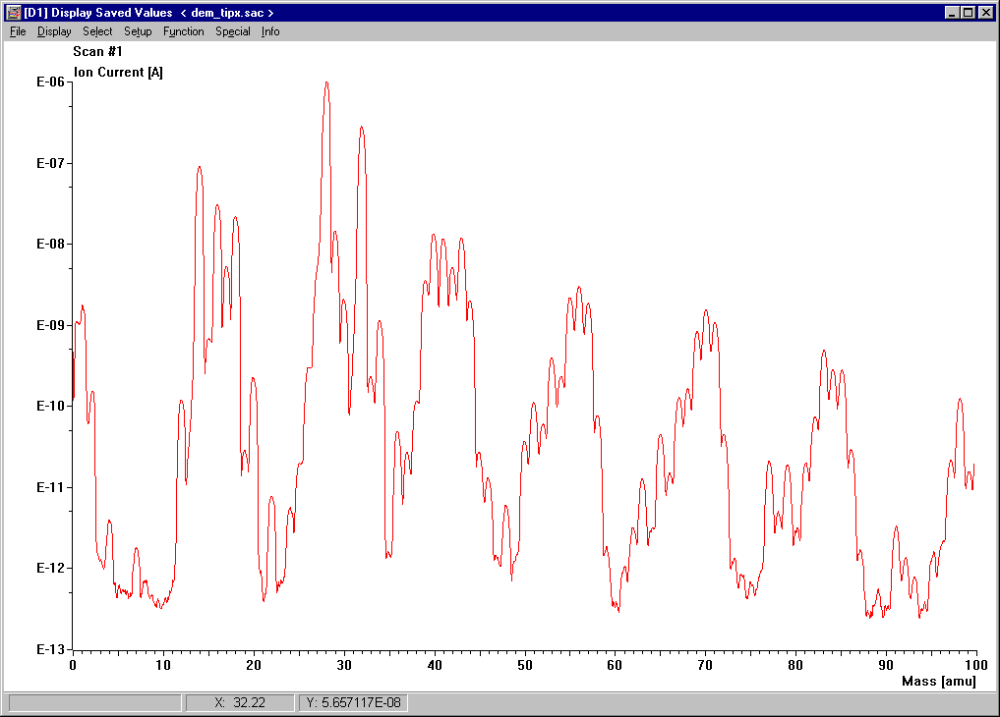 [D1] Display Saved Values < dem_tipx.sac >
File Display Select Setup Function Special Info
Scan #1
Ion Current [A]
E-06
E-07
E-08
E-09
E-10
E-11
E-12
E-13
0 10 20 30 40 50 60 70 80 90 100
Mass [amu]
X: 32.22 Y: 5.657117E-08